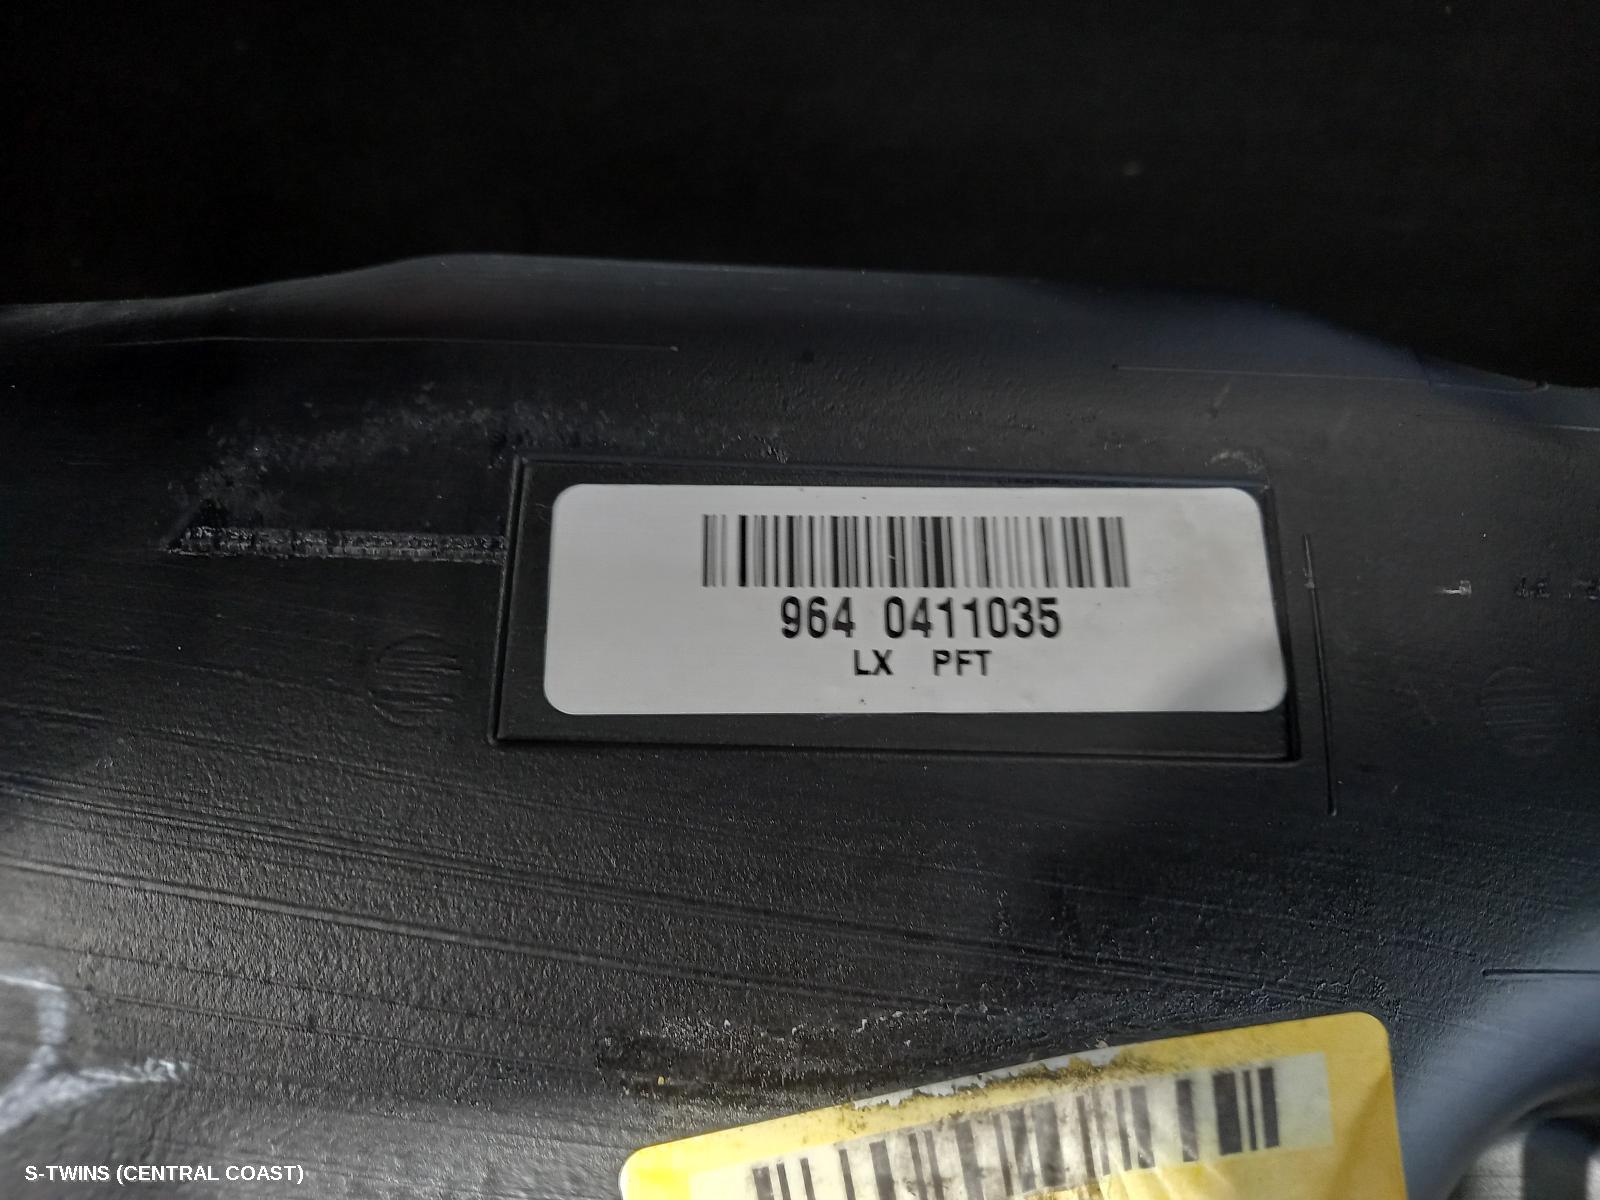 964 0411035
LX PFT
S-TWINS (CENTRAL COAST)